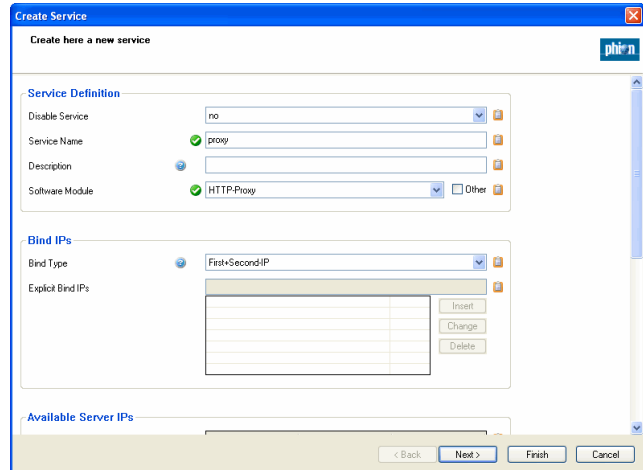 Create Service
Create here a new service
phion
Service Definition
Disable Service no
Service Name proxy
Description
Software Module HTTP-Proxy Other
Bind IPs
Bind Type First+Second-IP
Explicit Bind IPs
Insert
Change
Delete
Available Server IPs
< Back Next > Finish Cancel